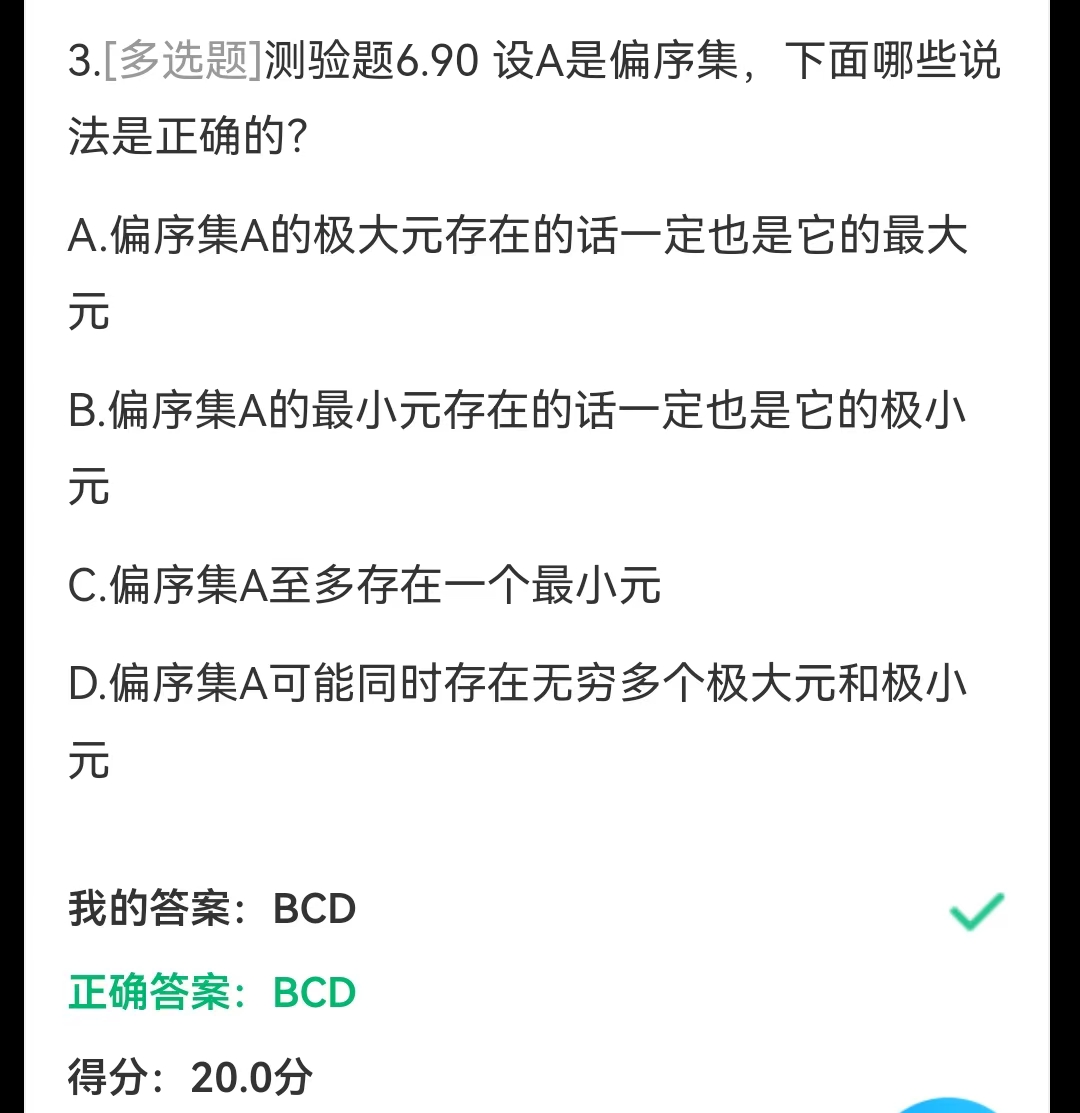 3.[多选题]测验题6.90 设A是偏序集，下面哪些说
法是正确的?
A.偏序集A的极大元存在的话一定也是它的最大
元
B.偏序集A的最小元存在的话一定也是它的极小
元
C.偏序集A至多存在一个最小元
D.偏序集A可能同时存在无穷多个极大元和极小
元
我的答案：BCD
正确答案：BCD
得分：20.0分